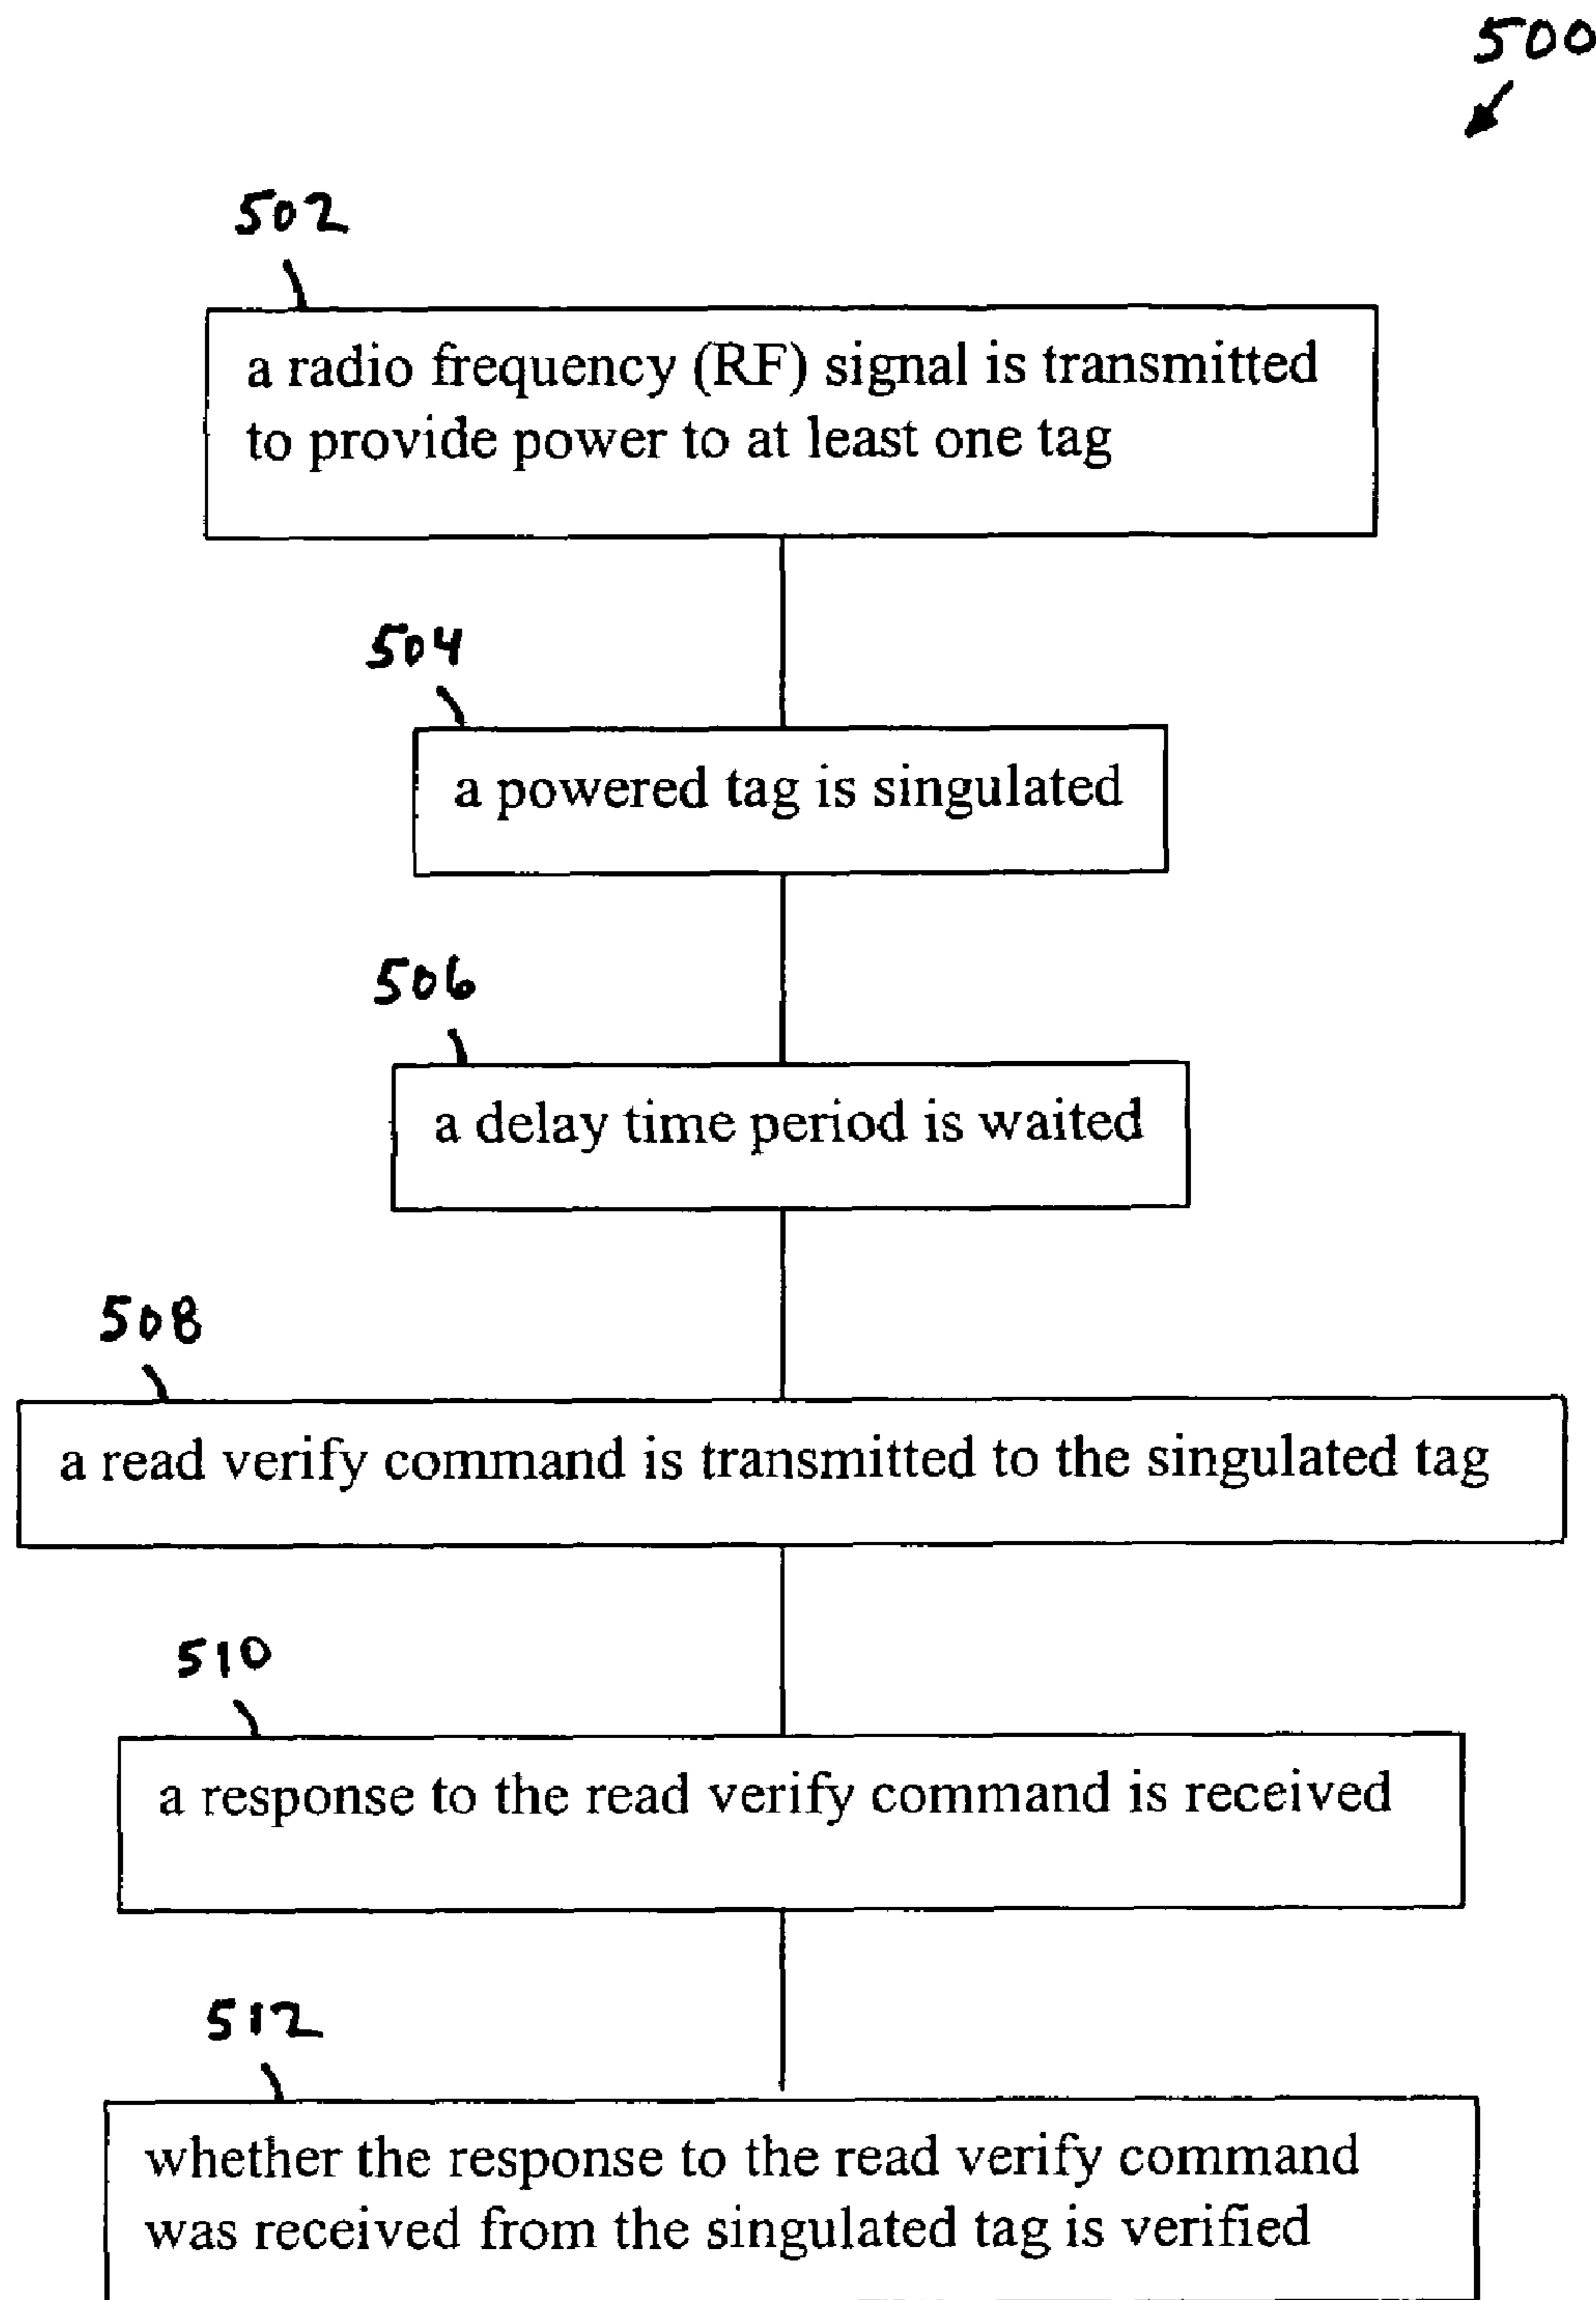 500
502
a radio frequency (RF) signal is transmitted
to provide power to at least one tag
504
a powered tag is singulated
506
a delay time period is waited
508
a read verify command is transmitted to the singulated tag
510
a response to the read verify command is received
512
whether the response to the read verify command
was received from the singulated tag is verified